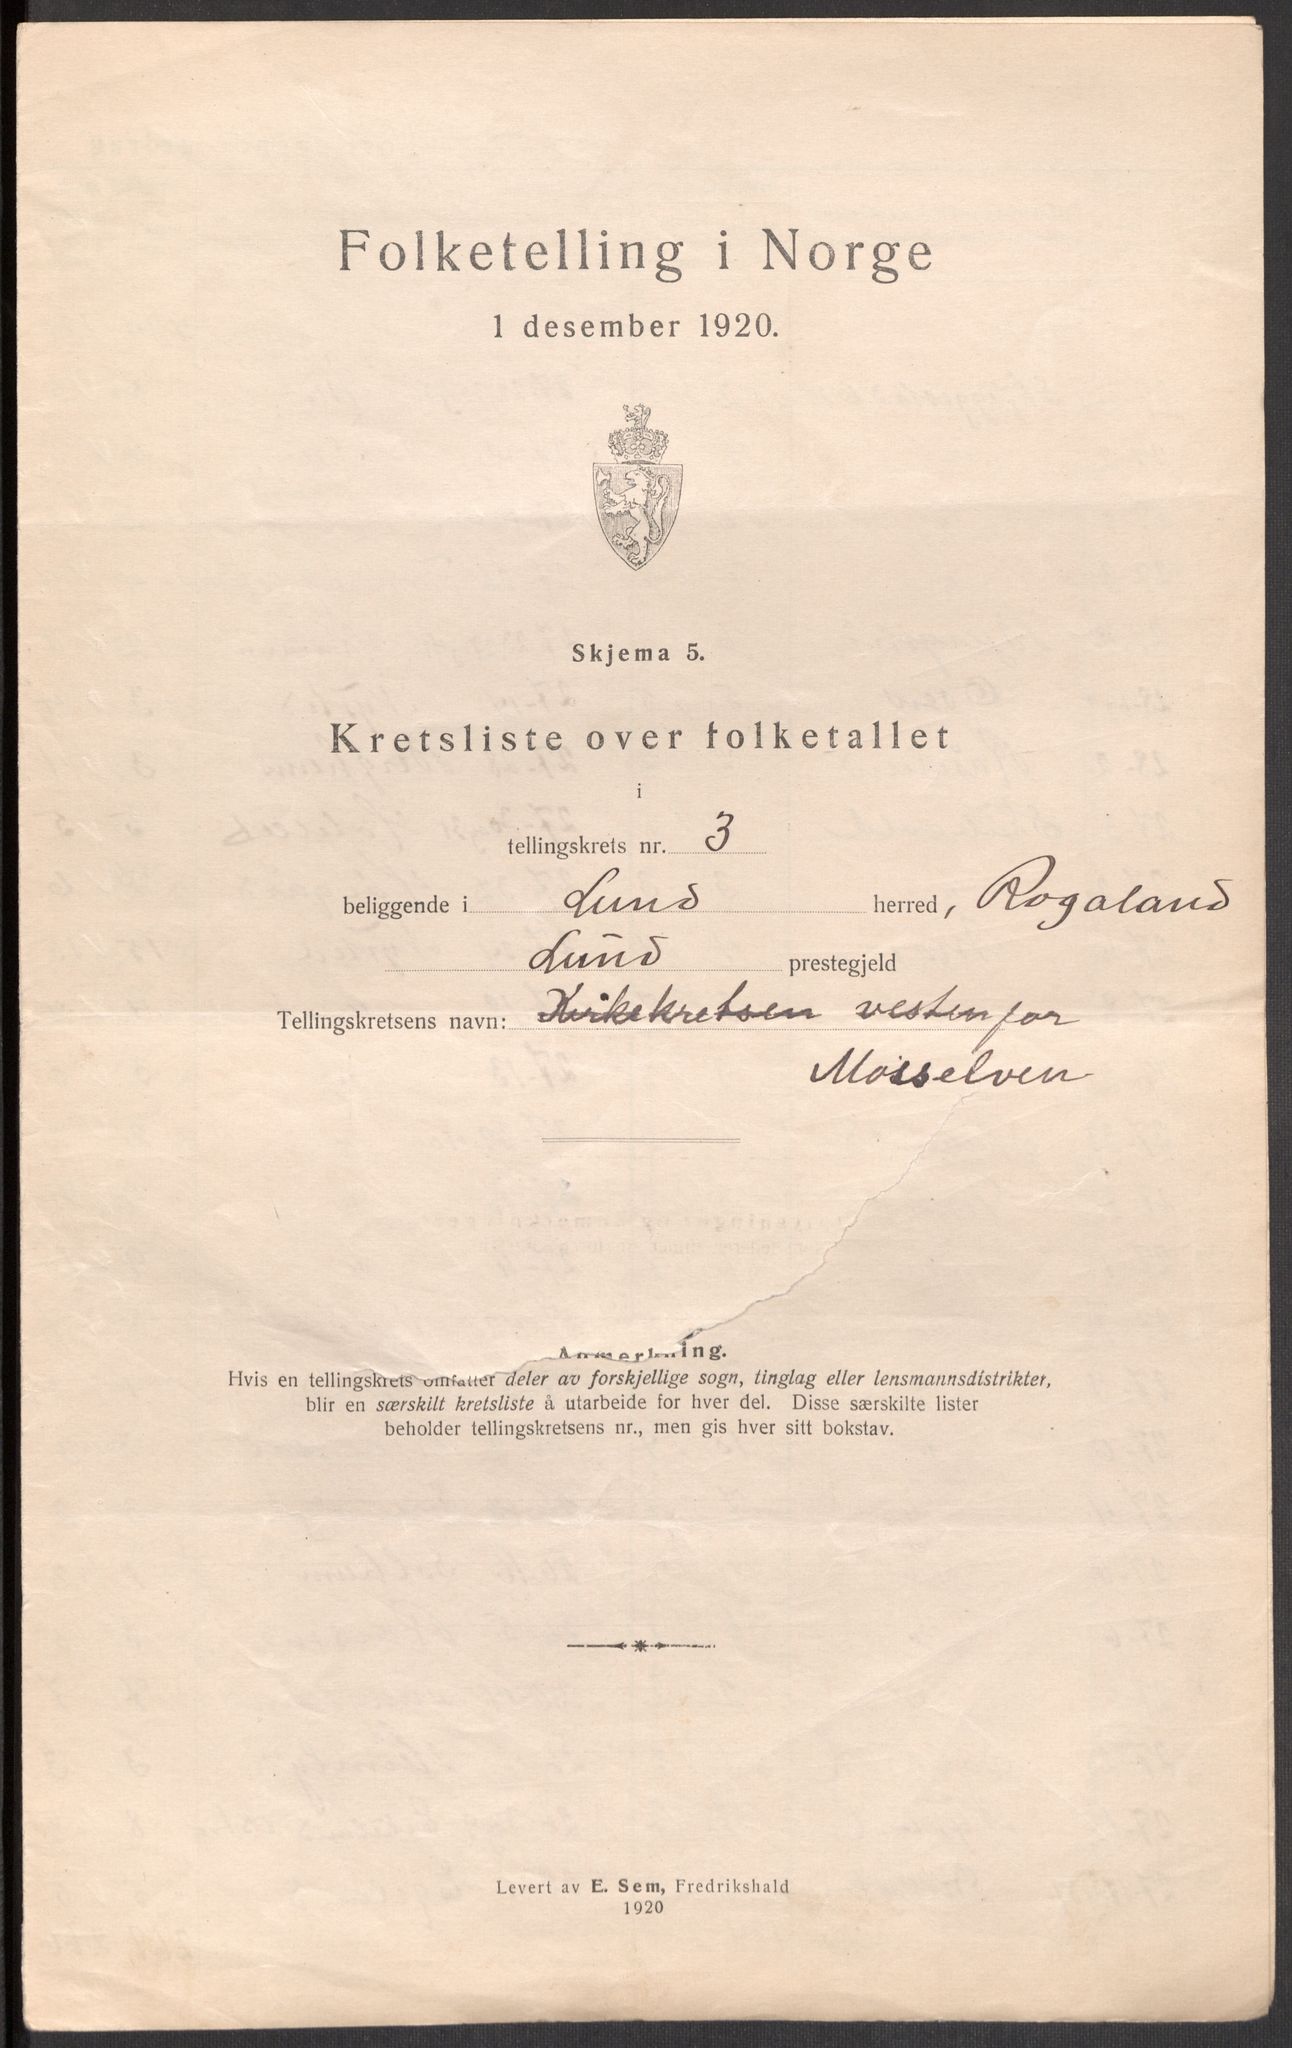 Folketelling i Norge
1 desember 1920.
Skjema 5.
Kretsliste over folketallet
i
tellingskrets nr. 3
beliggende i Lund herred, Rogaland
Lund prestegjeld
Tellingskretsens navn: Kirkekretsen vestenfor
Moisselven
Anmerkning.
Hvis en tellingskrets omfatter deler av forskjellige sogn, tinglag eller lensmannsdistrikter,
blir en særskilt kretsliste å utarbeide for hver del. Disse særskilte lister
beholder tellingskretsens nr., men gis hver sitt bokstav.
Levert av E. Sem, Fredrikshald
1920